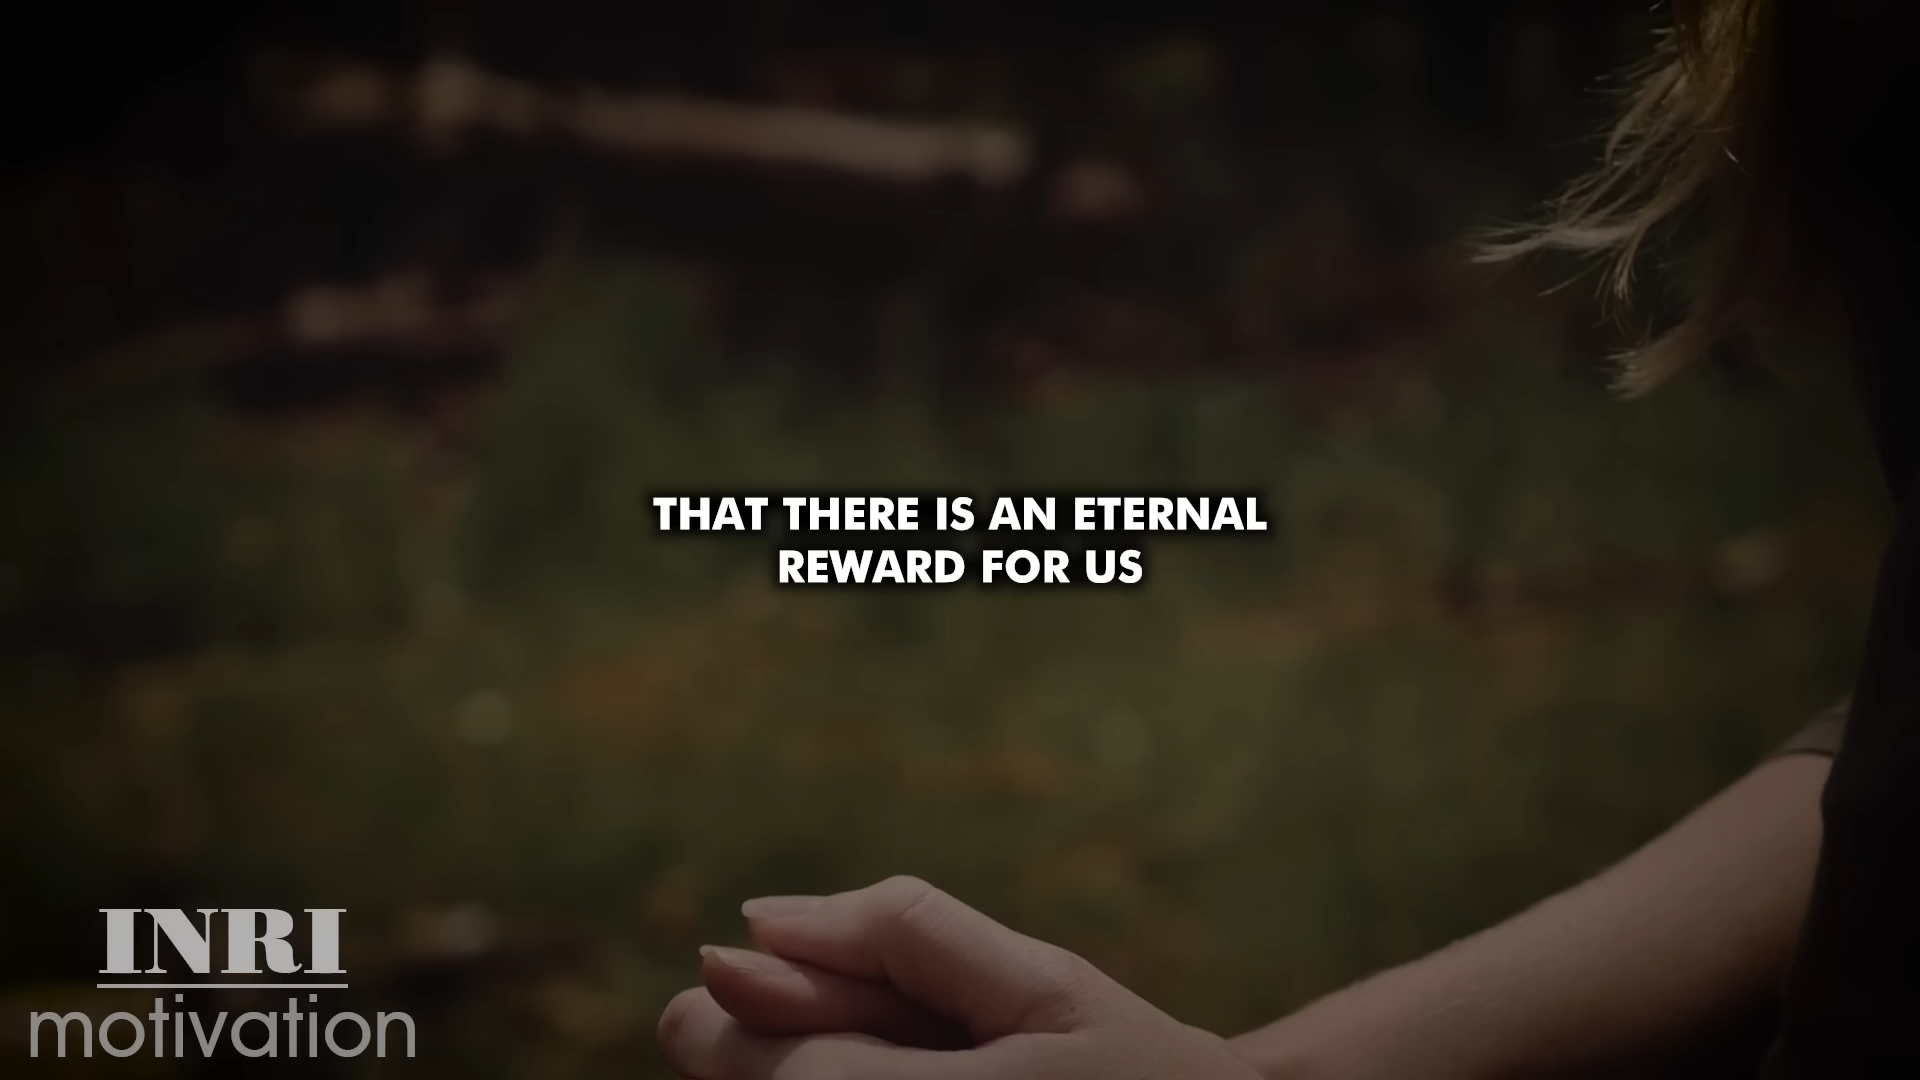 THAT THERE IS AN ETERNAL
REWARD FOR US
INRI
motivation